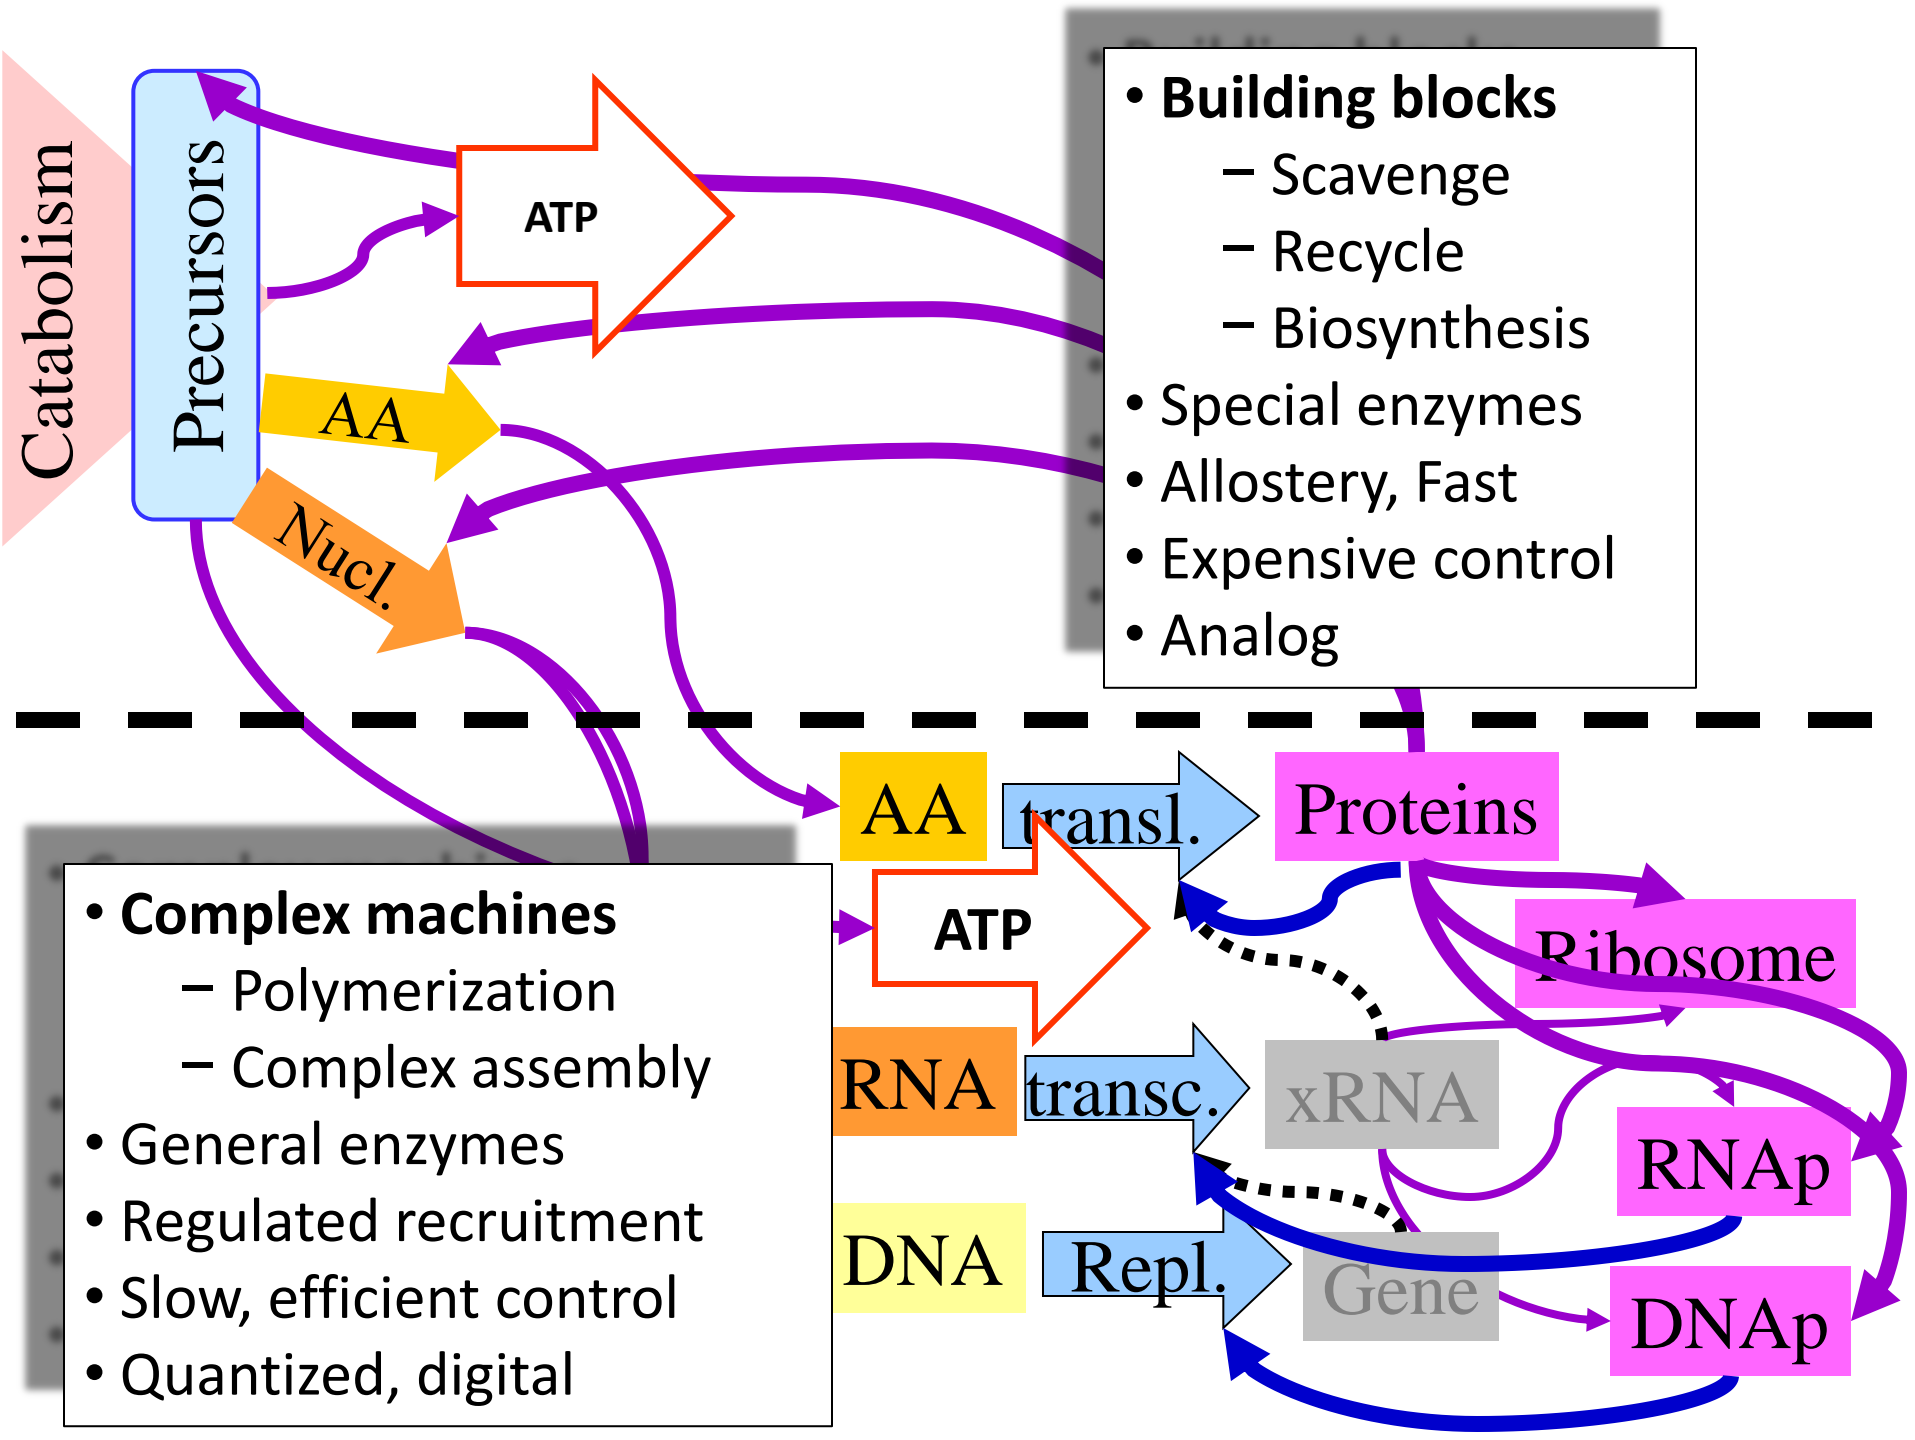 Catabolism
Precursors
ATP
AA
Nucl.
• Building blocks
– Scavenge
– Recycle
– Biosynthesis
• Special enzymes
• Allostery, Fast
• Expensive control
• Analog
AA
transl.
Proteins
ATP
Ribosome
RNA
transc.
xRNA
RNAp
DNA
Repl.
Gene
DNAp
• Complex machines
– Polymerization
– Complex assembly
• General enzymes
• Regulated recruitment
• Slow, efficient control
• Quantized, digital